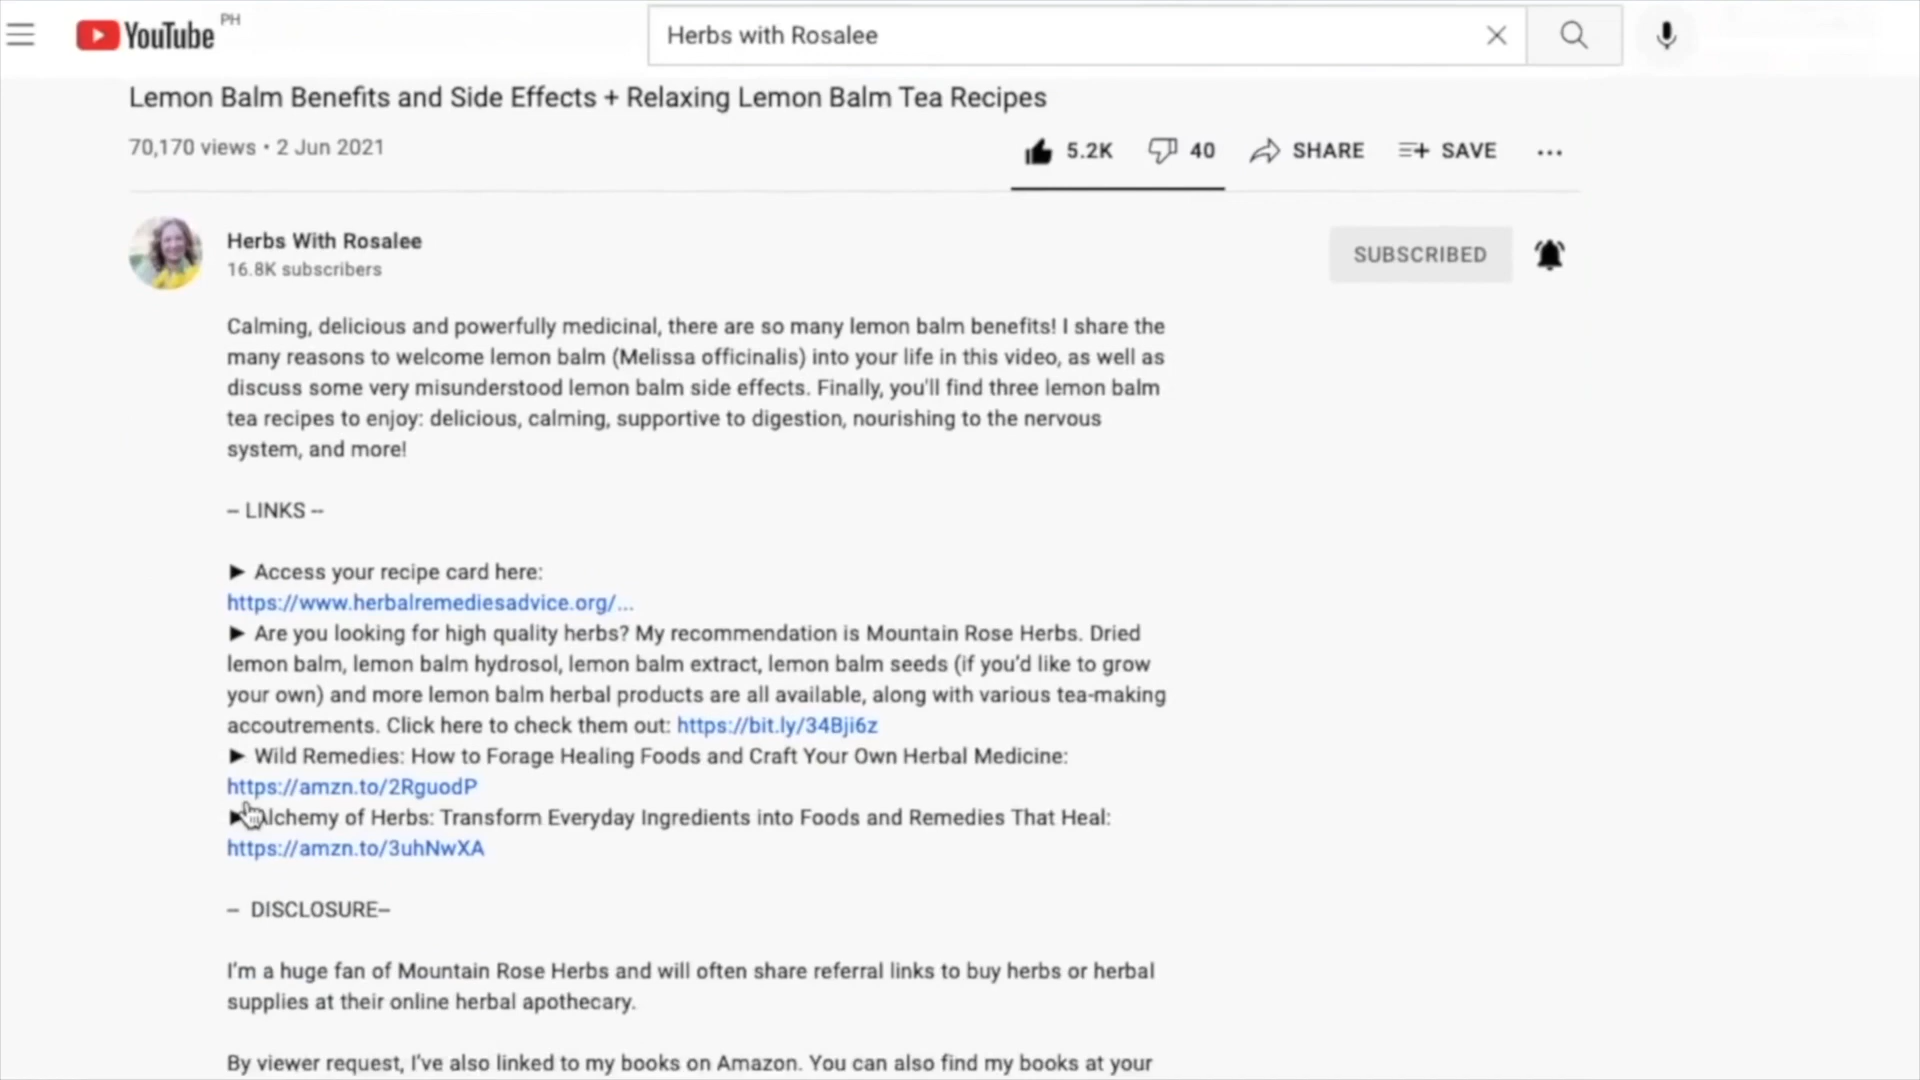 YouTube PH
Herbs with Rosalee
Lemon Balm Benefits and Side Effects + Relaxing Lemon Balm Tea Recipes
70,170 views • 2 Jun 2021
5.2K 40 SHARE SAVE ...
Herbs With Rosalee
16.8K subscribers
SUBSCRIBED
Calming, delicious and powerfully medicinal, there are so many lemon balm benefits! I share the
many reasons to welcome lemon balm (Melissa officinalis) into your life in this video, as well as
discuss some very misunderstood lemon balm side effects. Finally, you'll find three lemon balm
tea recipes to enjoy: delicious, calming, supportive to digestion, nourishing to the nervous
system, and more!
-- LINKS --
► Access your recipe card here:
https://www.herbalremediesadvice.org/...
► Are you looking for high quality herbs? My recommendation is Mountain Rose Herbs. Dried
lemon balm, lemon balm hydrosol, lemon balm extract, lemon balm seeds (if you'd like to grow
your own) and more lemon balm herbal products are all available, along with various tea-making
accoutrements. Click here to check them out: https://bit.ly/34Bji6z
► Wild Remedies: How to Forage Healing Foods and Craft Your Own Herbal Medicine:
https://amzn.to/2RguodP
► Alchemy of Herbs: Transform Everyday Ingredients into Foods and Remedies That Heal:
https://amzn.to/3uhNwXA
-- DISCLOSURE--
I'm a huge fan of Mountain Rose Herbs and will often share referral links to buy herbs or herbal
supplies at their online herbal apothecary.
By viewer request, I've also linked to my books on Amazon. You can also find my books at your